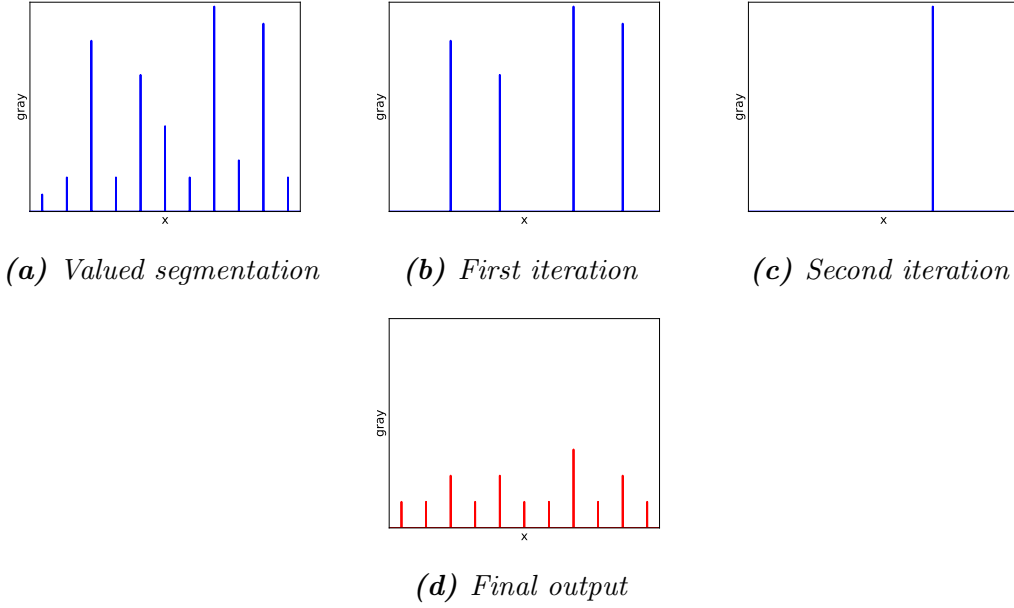 gray
x
gray
x
gray
x
(a) Valued segmentation
(b) First iteration
(c) Second iteration
gray
x
(d) Final output